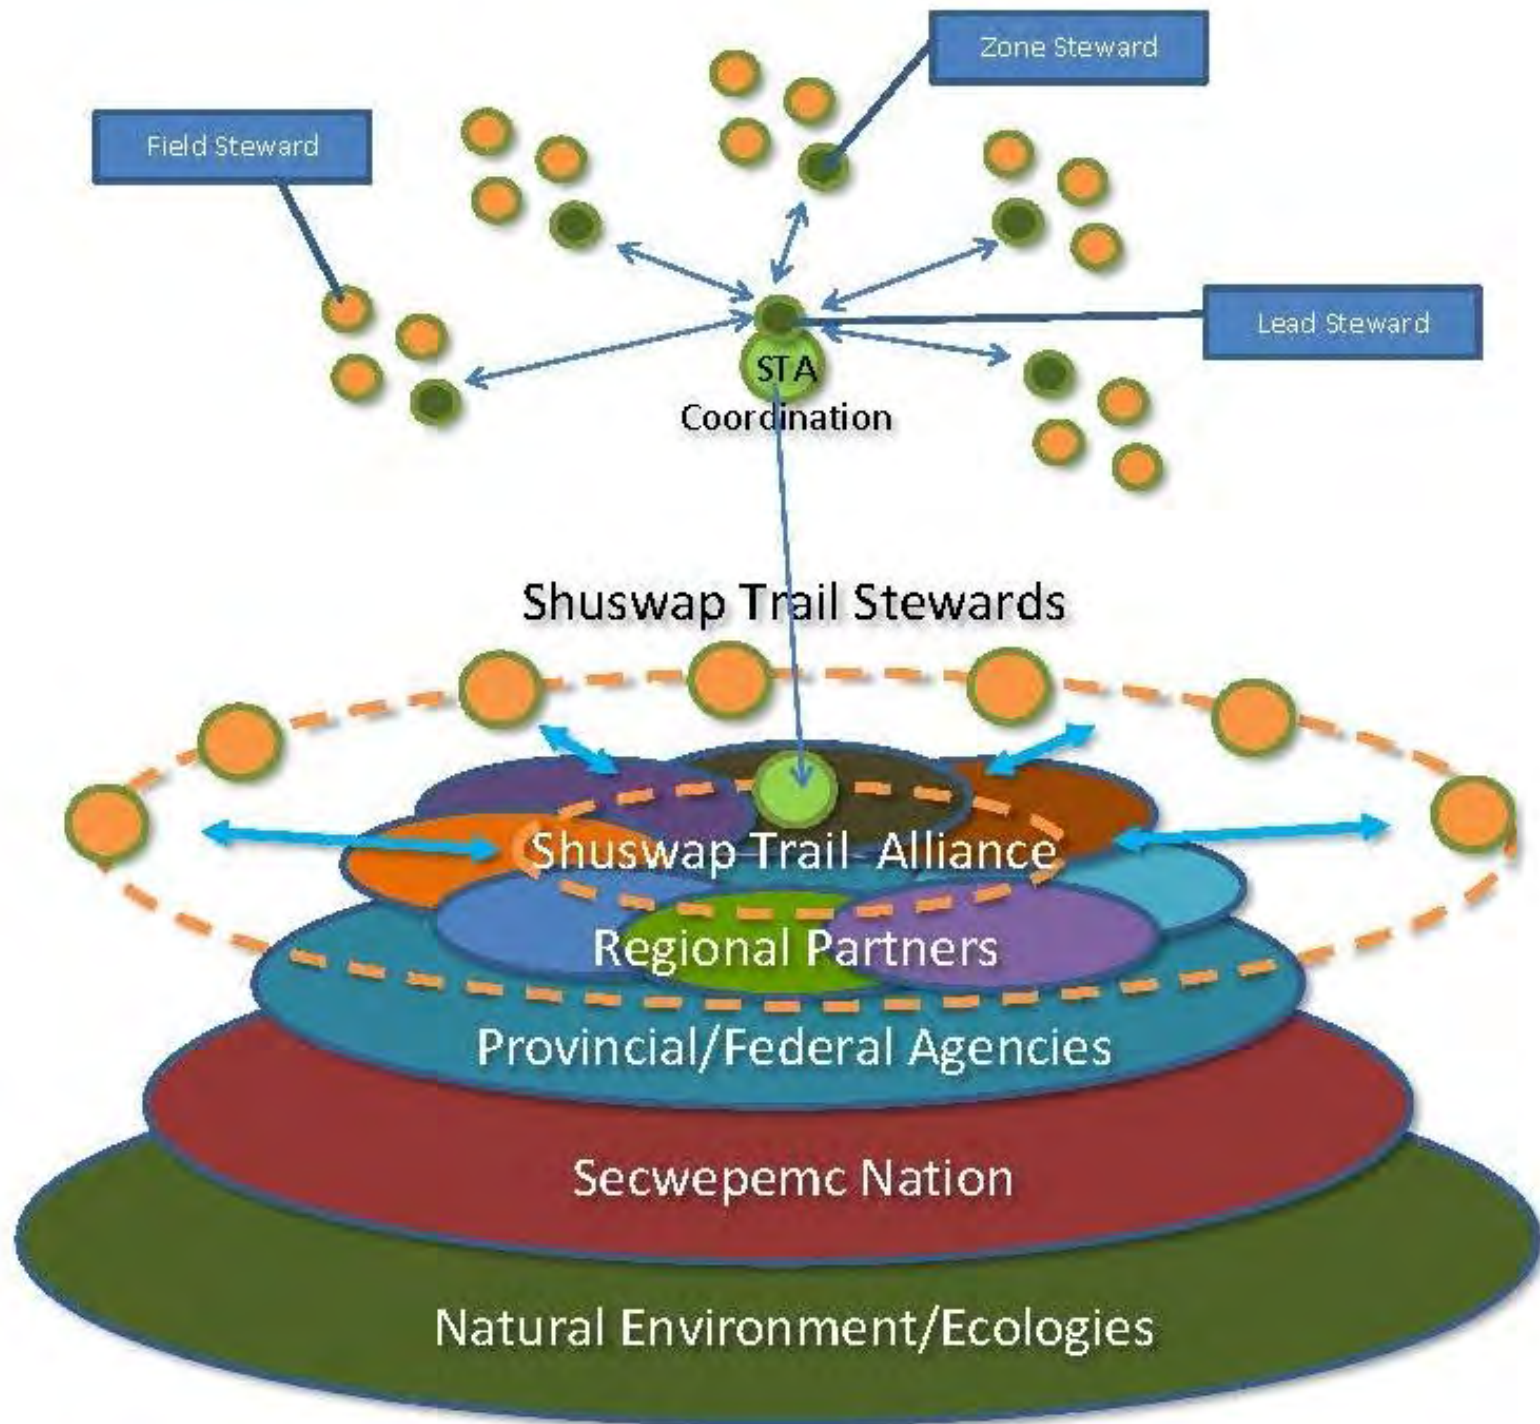 Zone Steward
Field Steward
Lead Steward
STA
Coordination
Shuswap Trail Stewards
Shuswap Trail Alliance
Regional Partners
Provincial/Federal Agencies
Secwepemc Nation
Natural Environment/Ecologies